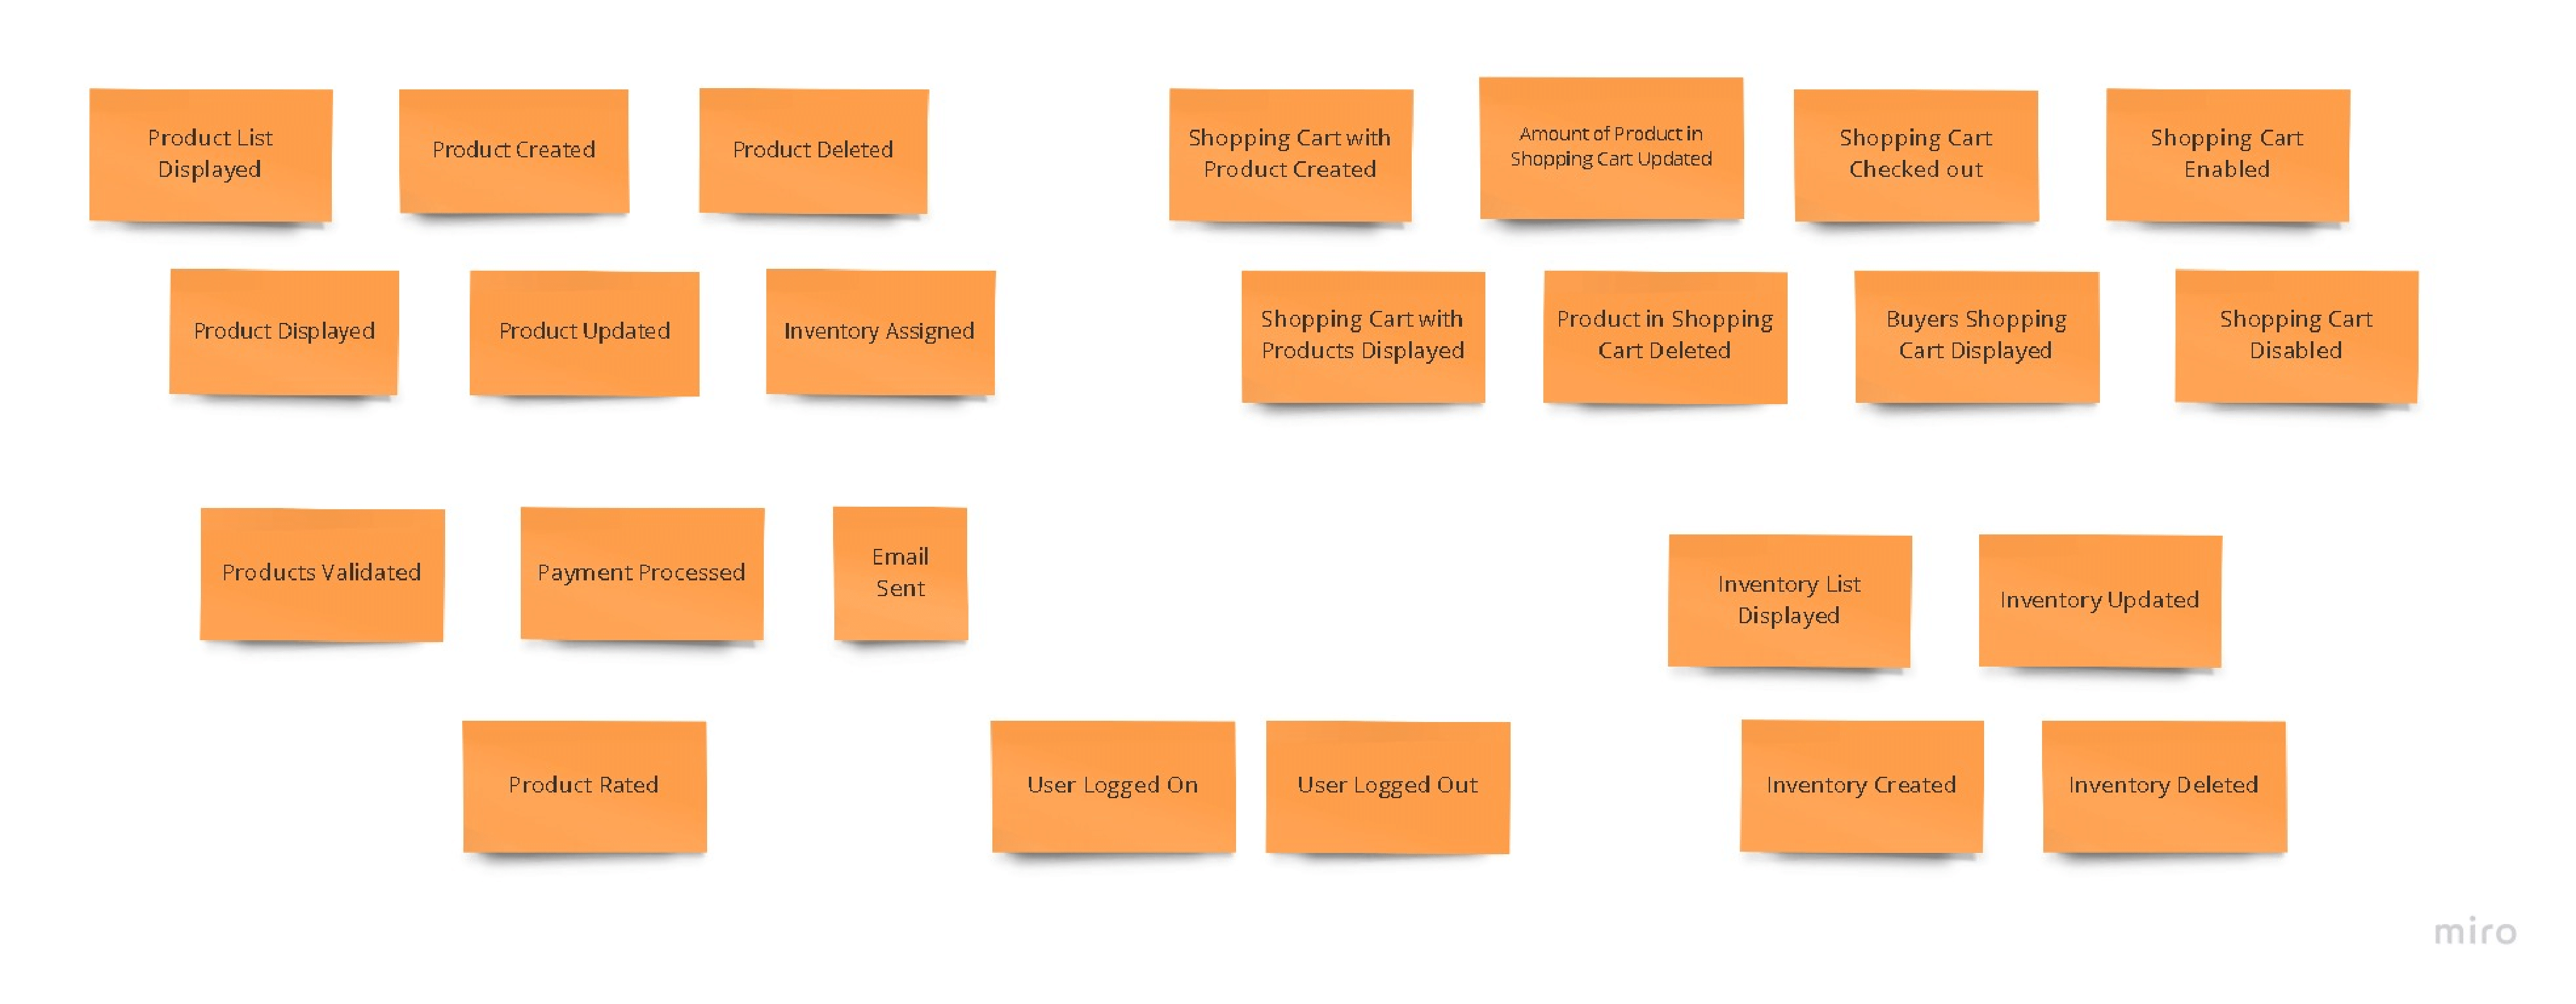 Product List
Displayed
Product Created
Product Deleted
Shopping Cart with
Product Created
Amount of Product in
Shopping Cart Updated
Shopping Cart
Checked out
Shopping Cart
Enabled
Product Displayed
Product Updated
Inventory Assigned
Shopping Cart with
Products Displayed
Product in Shopping
Cart Deleted
Buyers Shopping
Cart Displayed
Shopping Cart
Disabled
Products Validated
Payment Processed
Email
Sent
Inventory List
Displayed
Inventory Updated
Product Rated
User Logged On
User Logged Out
Inventory Created
Inventory Deleted
miro